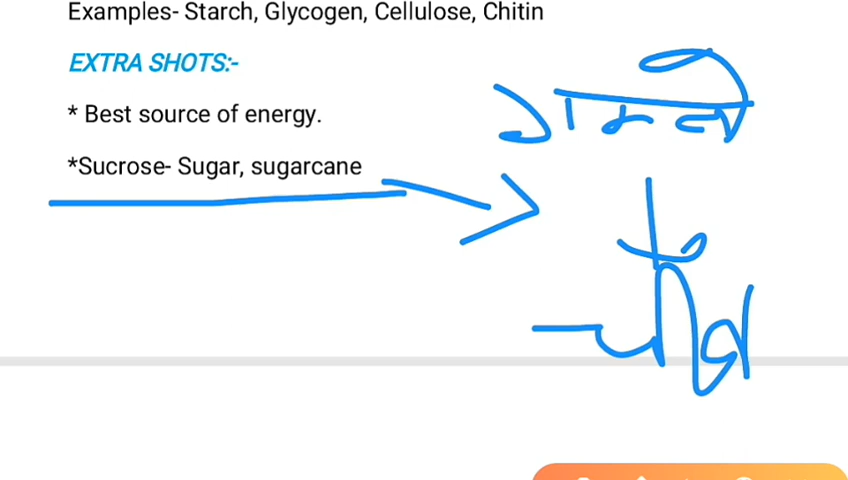 Examples- Starch, Glycogen, Cellulose, Chitin
EXTRA SHOTS:-
* Best source of energy.
*Sucrose- Sugar, sugarcane